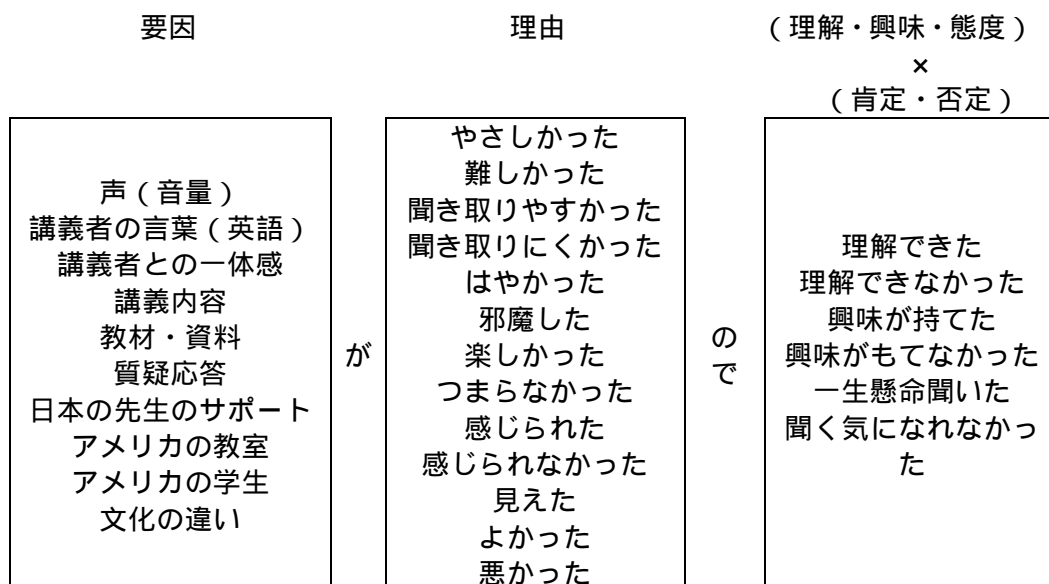 要因
声(音量)
講義者の言葉(英語)
講義者との一体感
講義内容
教材・資料
質疑応答
日本の先生のサポート
アメリカの教室
アメリカの学生
文化の違い
が
理由
やさしかった
難しかった
聞き取りやすかった
聞き取りにくかった
はやかった
邪魔した
楽しかった
つまらなかった
感じられた
感じられなかった
見えた
よかった
悪かった
ので
(理解・興味・態度)
×
(肯定・否定)
理解できた
理解できなかった
興味が持てた
興味がもてなかった
一生懸命聞いた
聞く気になれなかっ
た